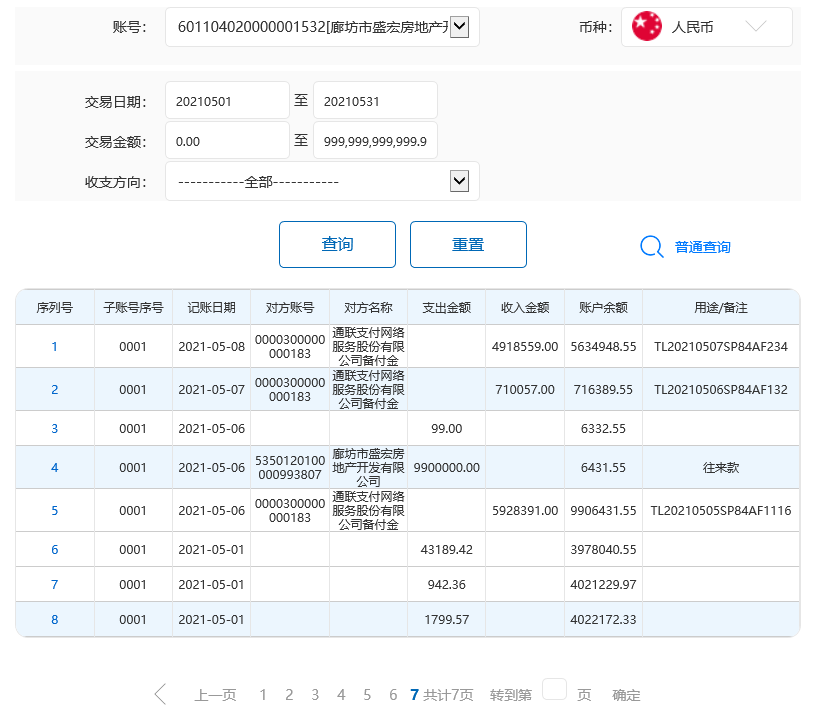 账号： 601104020000001532[廊坊市盛宏房地产开 币种： 人民币
交易日期： 20210501 至 20210531
交易金额： 0.00 至 999,999,999,999.9
收支方向： -----------全部-----------
查询 重置 普通查询
序列号 子账号序号 记账日期 对方账号 对方名称 支出金额 收入金额 账户余额 用途/备注
1 0001 2021-05-08 0000300000000183 通联支付网络服务股份有限公司备付金 4918559.00 5634948.55 TL20210507SP84AF234
2 0001 2021-05-07 0000300000000183 通联支付网络服务股份有限公司备付金 710057.00 716389.55 TL20210506SP84AF132
3 0001 2021-05-06 99.00 6332.55
4 0001 2021-05-06 5350120100000993807 廊坊市盛宏房地产开发有限公司 9900000.00 6431.55 往来款
5 0001 2021-05-06 0000300000000183 通联支付网络服务股份有限公司备付金 5928391.00 9906431.55 TL20210505SP84AF1116
6 0001 2021-05-01 43189.42 3978040.55
7 0001 2021-05-01 942.36 4021229.97
8 0001 2021-05-01 1799.57 4022172.33
上一页 1 2 3 4 5 6 7 共计7页 转到第 页 确定